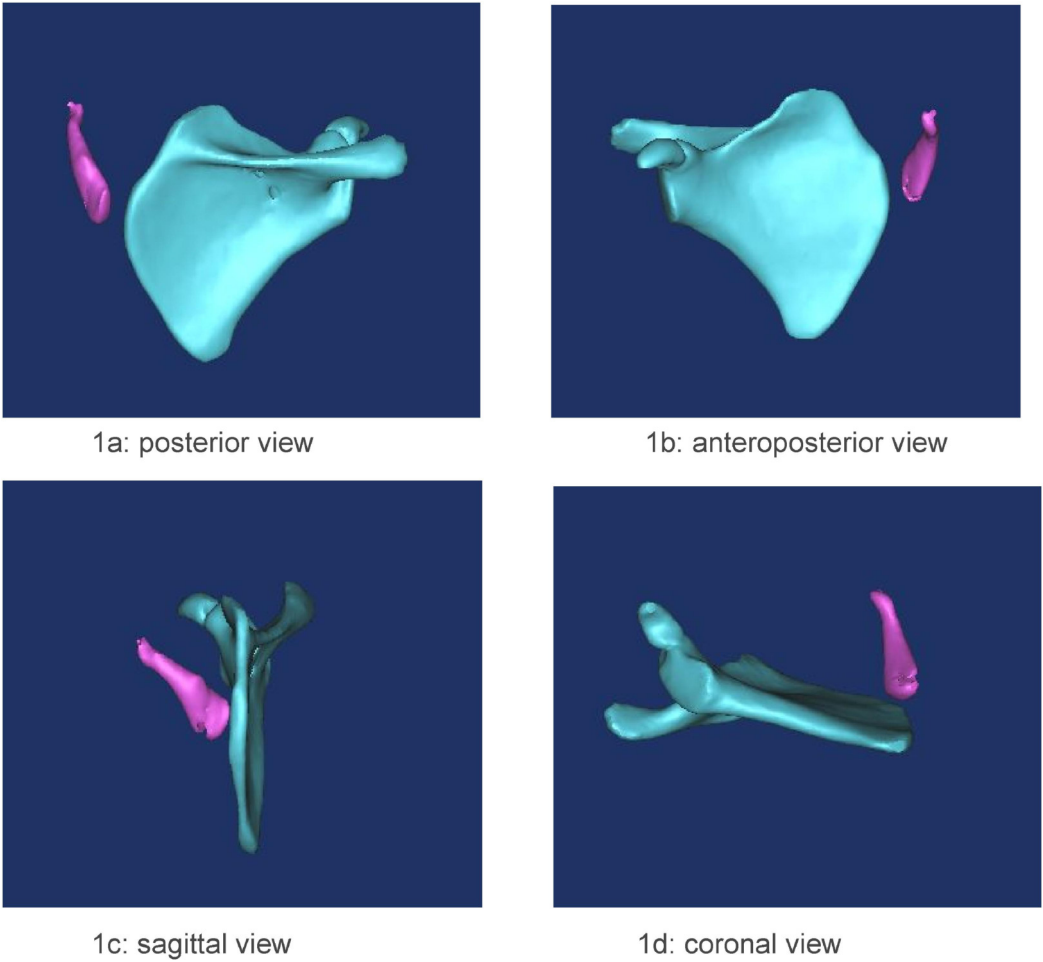 1a: posterior view
1b: anteroposterior view
1c: sagittal view
1d: coronal view